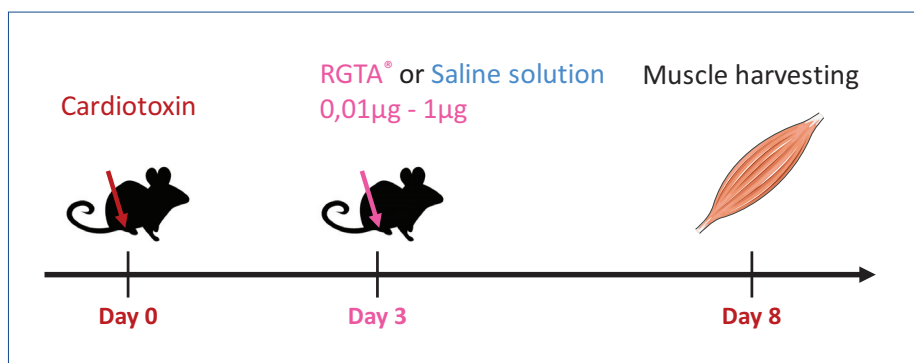 Cardiotoxin
RGTA® or Saline solution
0,01µg - 1µg
Muscle harvesting
Day 0
Day 3
Day 8